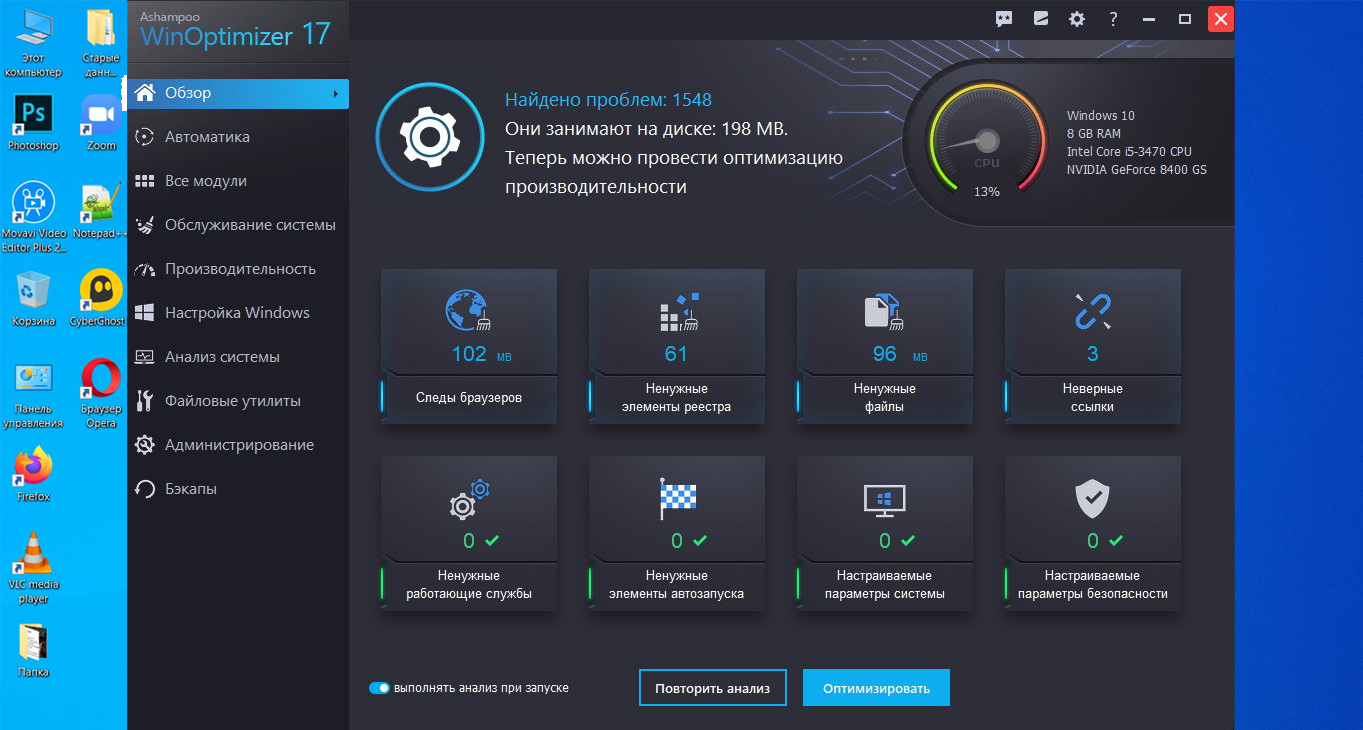 Этот
компьютер
Старые
данн...
Ps
Photoshop
Zoom
Movavi Video
Editor Plus 2...
Notepad++
Корзина
CyberGhost
Панель
управления
Браузер
Opera
Firefox
VLC media
player
Папка
Ashampoo
WinOptimizer 17
?
Обзор
Автоматика
Все модули
Обслуживание системы
Производительность
Настройка Windows
Анализ системы
Файловые утилиты
Администрирование
Бэкапы
Найдено проблем: 1548
Они занимают на диске: 198 MB.
Теперь можно провести оптимизацию
производительности
CPU
13%
Windows 10
8 GB RAM
Intel Core i5-3470 CPU
NVIDIA GeForce 8400 GS
102 MB
Следы браузеров
61
Ненужные
элементы реестра
96 MB
Ненужные
файлы
3
Неверные
ссылки
0
Ненужные
работающие службы
0
Ненужные
элементы автозапуска
0
Настраиваемые
параметры системы
0
Настраиваемые
параметры безопасности
выполнять анализ при запуске
Повторить анализ
Оптимизировать